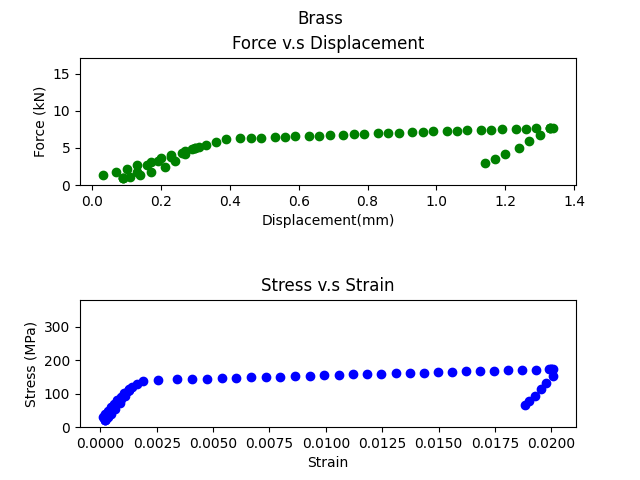 Brass
Force v.s Displacement
15
10
5
0
Force (kN)
0.0 0.2 0.4 0.6 0.8 1.0 1.2 1.4
Displacement(mm)
Stress v.s Strain
300
200
100
0
Stress (MPa)
0.0000 0.0025 0.0050 0.0075 0.0100 0.0125 0.0150 0.0175 0.0200
Strain